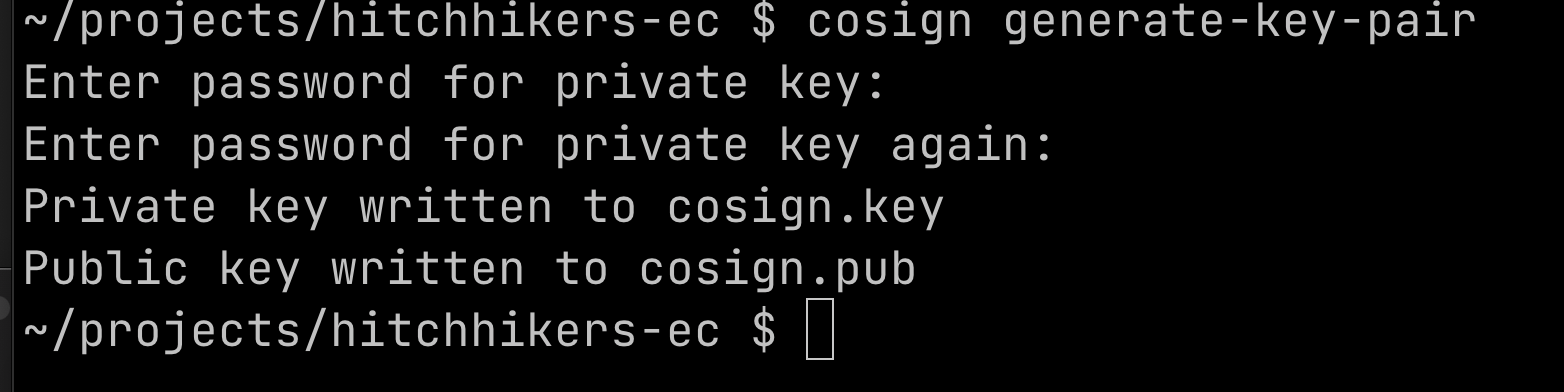 ~/projects/hitchhikers-ec $ cosign generate-key-pair
Enter password for private key:
Enter password for private key again:
Private key written to cosign.key
Public key written to cosign.pub
~/projects/hitchhikers-ec $